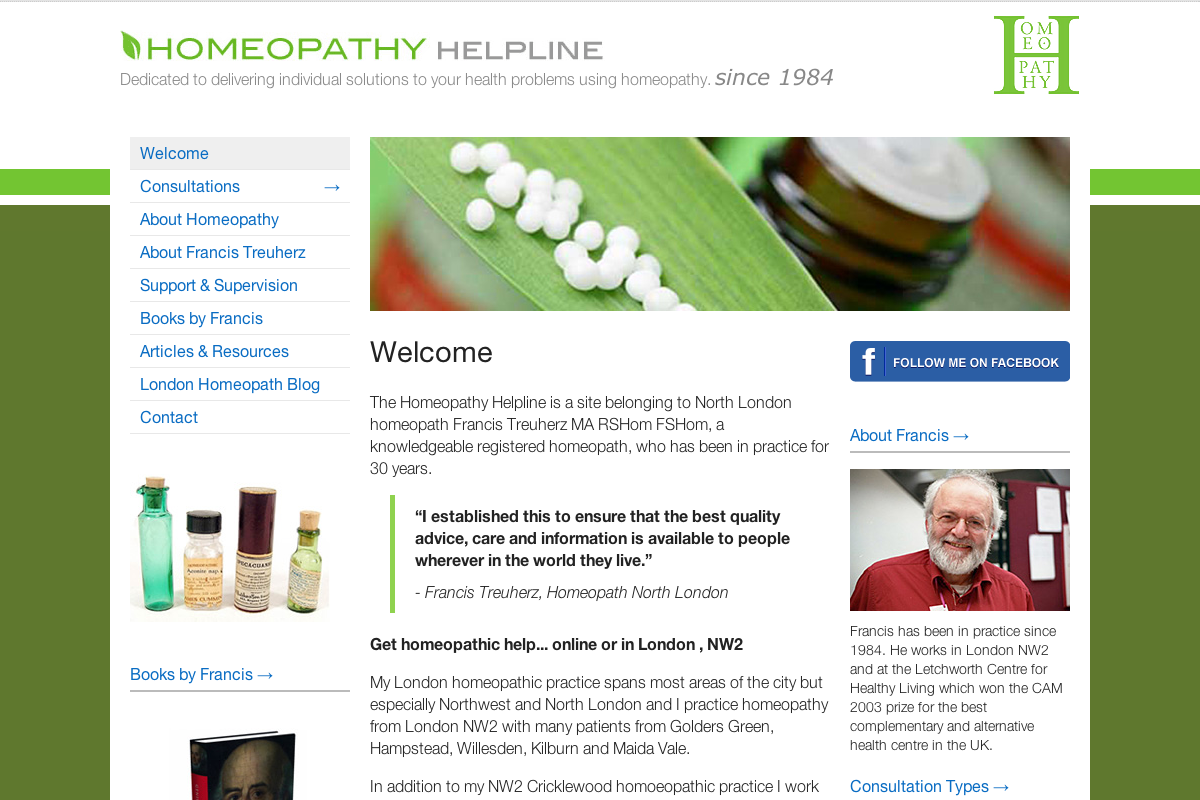 HOMEOPATHY HELPLINE
Dedicated to delivering individual solutions to your health problems using homeopathy. since 1984
H
OM
EO
PAT
HY
Welcome
Consultations →
About Homeopathy
About Francis Treuherz
Support & Supervision
Books by Francis
Articles & Resources
London Homeopath Blog
Contact
Books by Francis →
Welcome
The Homeopathy Helpline is a site belonging to North London
homeopath Francis Treuherz MA RSHom FSHom, a
knowledgeable registered homeopath, who has been in practice for
30 years.
“I established this to ensure that the best quality
advice, care and information is available to people
wherever in the world they live.”
- Francis Treuherz, Homeopath North London
Get homeopathic help... online or in London , NW2
My London homeopathic practice spans most areas of the city but
especially Northwest and North London and I practice homeopathy
from London NW2 with many patients from Golders Green,
Hampstead, Willesden, Kilburn and Maida Vale.
In addition to my NW2 Cricklewood homoeopathic practice I work
f FOLLOW ME ON FACEBOOK
About Francis →
Francis has been in practice since
1984. He works in London NW2
and at the Letchworth Centre for
Healthy Living which won the CAM
2003 prize for the best
complementary and alternative
health centre in the UK.
Consultation Types →